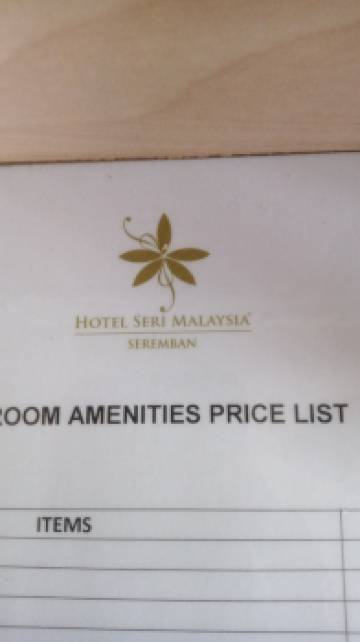 HOTEL SERI MALAYSIA
SEREMBAN
ROOM AMENITIES PRICE LIST
ITEMS